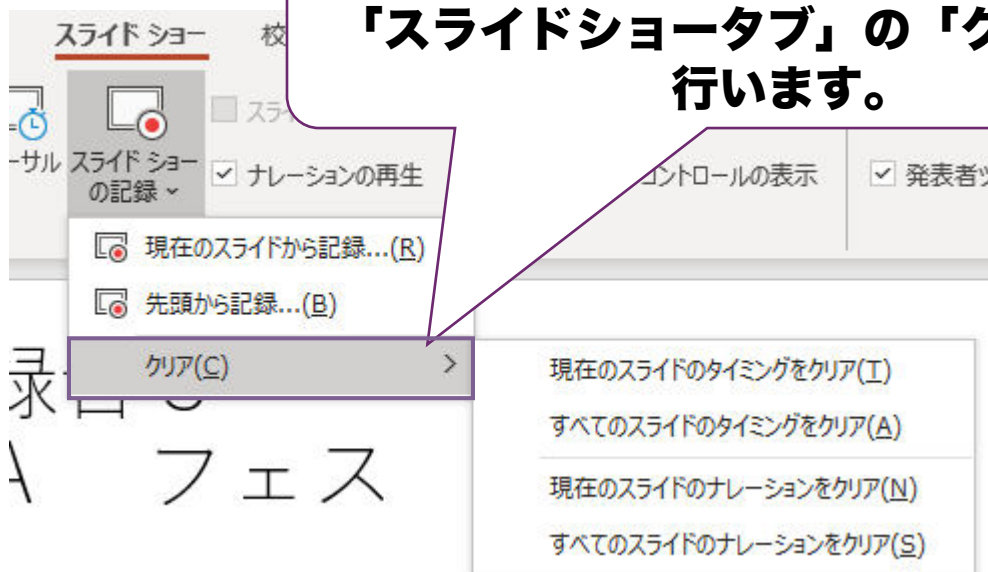 「スライドショータブ」の「ク
行います。
スライド ショー 校
スライ
ーサル スライド ショー
の記録
ナレーションの再生
コントロールの表示
発表者ツ
現在のスライドから記録...(R)
先頭から記録...(B)
クリア(C)
現在のスライドのタイミングをクリア(T)
すべてのスライドのタイミングをクリア(A)
現在のスライドのナレーションをクリア(N)
すべてのスライドのナレーションをクリア(S)
フェス